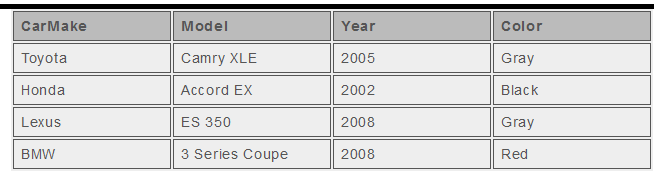 CarMake Model Year Color
Toyota Camry XLE 2005 Gray
Honda Accord EX 2002 Black
Lexus ES 350 2008 Gray
BMW 3 Series Coupe 2008 Red